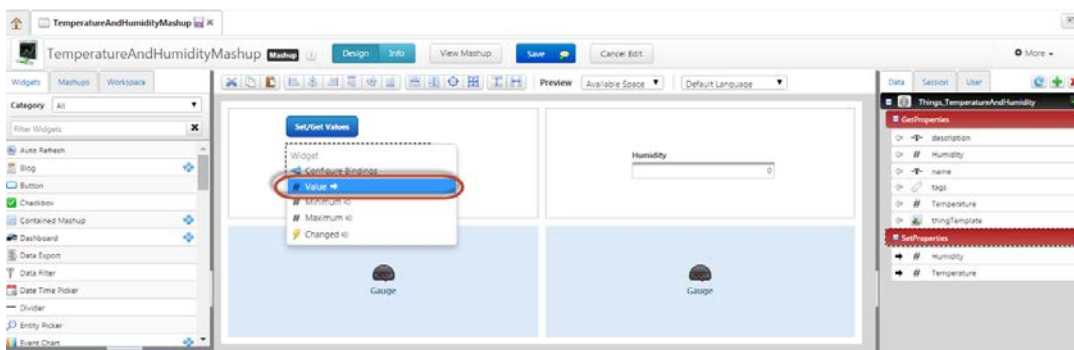 TemperatureAndHumidityMashup
TemperatureAndHumidityMashup Mashup Design Info View Mashup Save Cancel Edit More
Widgets Mashups Workspace
Preview Available Space Default Language
Data Session User
Category All
Filter Widgets
Auto Refresh
Blog
Button
Checkbox
Contained Mashup
Dashboard
Data Export
Data Filter
Date Time Picker
Divider
Entity Picker
Event Chart
Set/Get Values
Widget
Configure Bindings
# Value
# Minimum
# Maximum
Changed
Humidity
0
Gauge
Gauge
Things_TemperatureAndHumidity
GetProperties
description
# Humidity
name
tags
# Temperature
thingTemplate
SetProperties
# Humidity
# Temperature